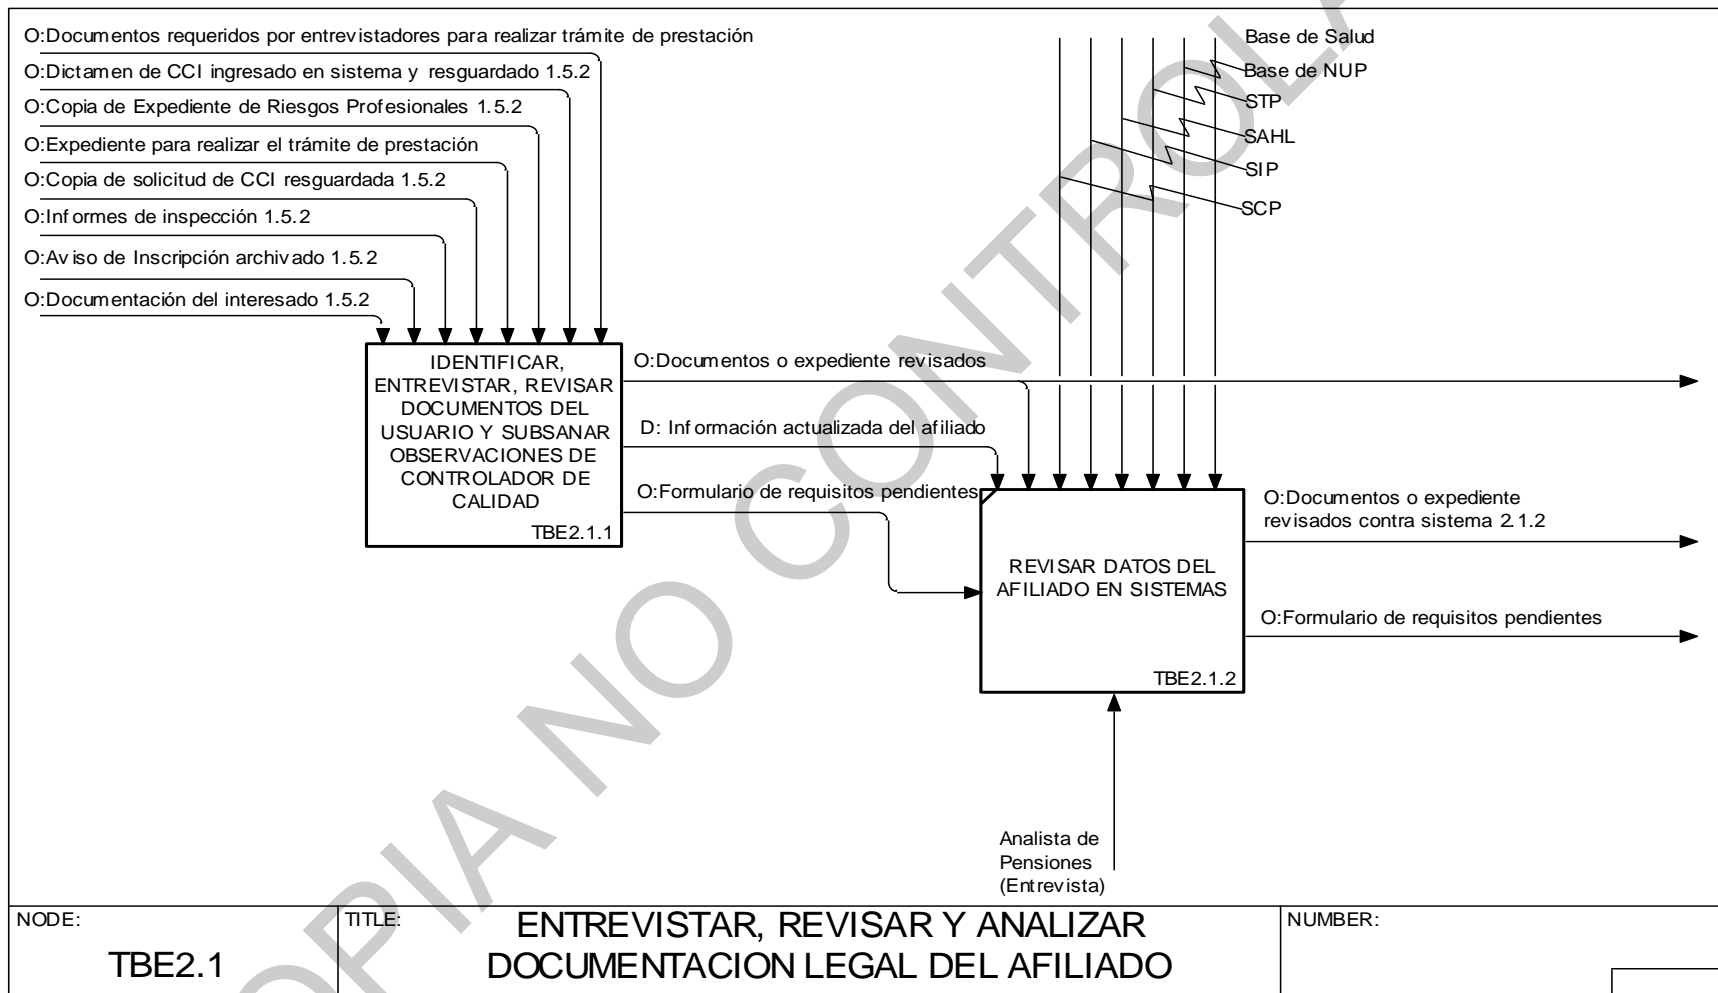 O:Documentos requeridos por entrevistadores para realizar trámite de prestación
O:Dictamen de CCI ingresado en sistema y resguardado 1.5.2
O:Copia de Expediente de Riesgos Profesionales 1.5.2
O:Expediente para realizar el trámite de prestación
O:Copia de solicitud de CCI resguardada 1.5.2
O:Informes de inspección 1.5.2
O:Aviso de Inscripción archivado 1.5.2
O:Documentación del interesado 1.5.2
Base de Salud
Base de NUP
STP
SAHL
SIP
SCP
IDENTIFICAR,
ENTREVISTAR, REVISAR
DOCUMENTOS DEL
USUARIO Y SUBSANAR
OBSERVACIONES DE
CONTROLADOR DE
CALIDAD
TBE2.1.1
O:Documentos o expediente revisados
D: Información actualizada del afiliado
O:Formulario de requisitos pendientes
REVISAR DATOS DEL
AFILIADO EN SISTEMAS
TBE2.1.2
O:Documentos o expediente
revisados contra sistema 2.1.2
O:Formulario de requisitos pendientes
Analista de
Pensiones
(Entrevista)
NODE:
TBE2.1
TITLE:
ENTREVISTAR, REVISAR Y ANALIZAR
DOCUMENTACION LEGAL DEL AFILIADO
NUMBER:
OPIA NO CONTROLA